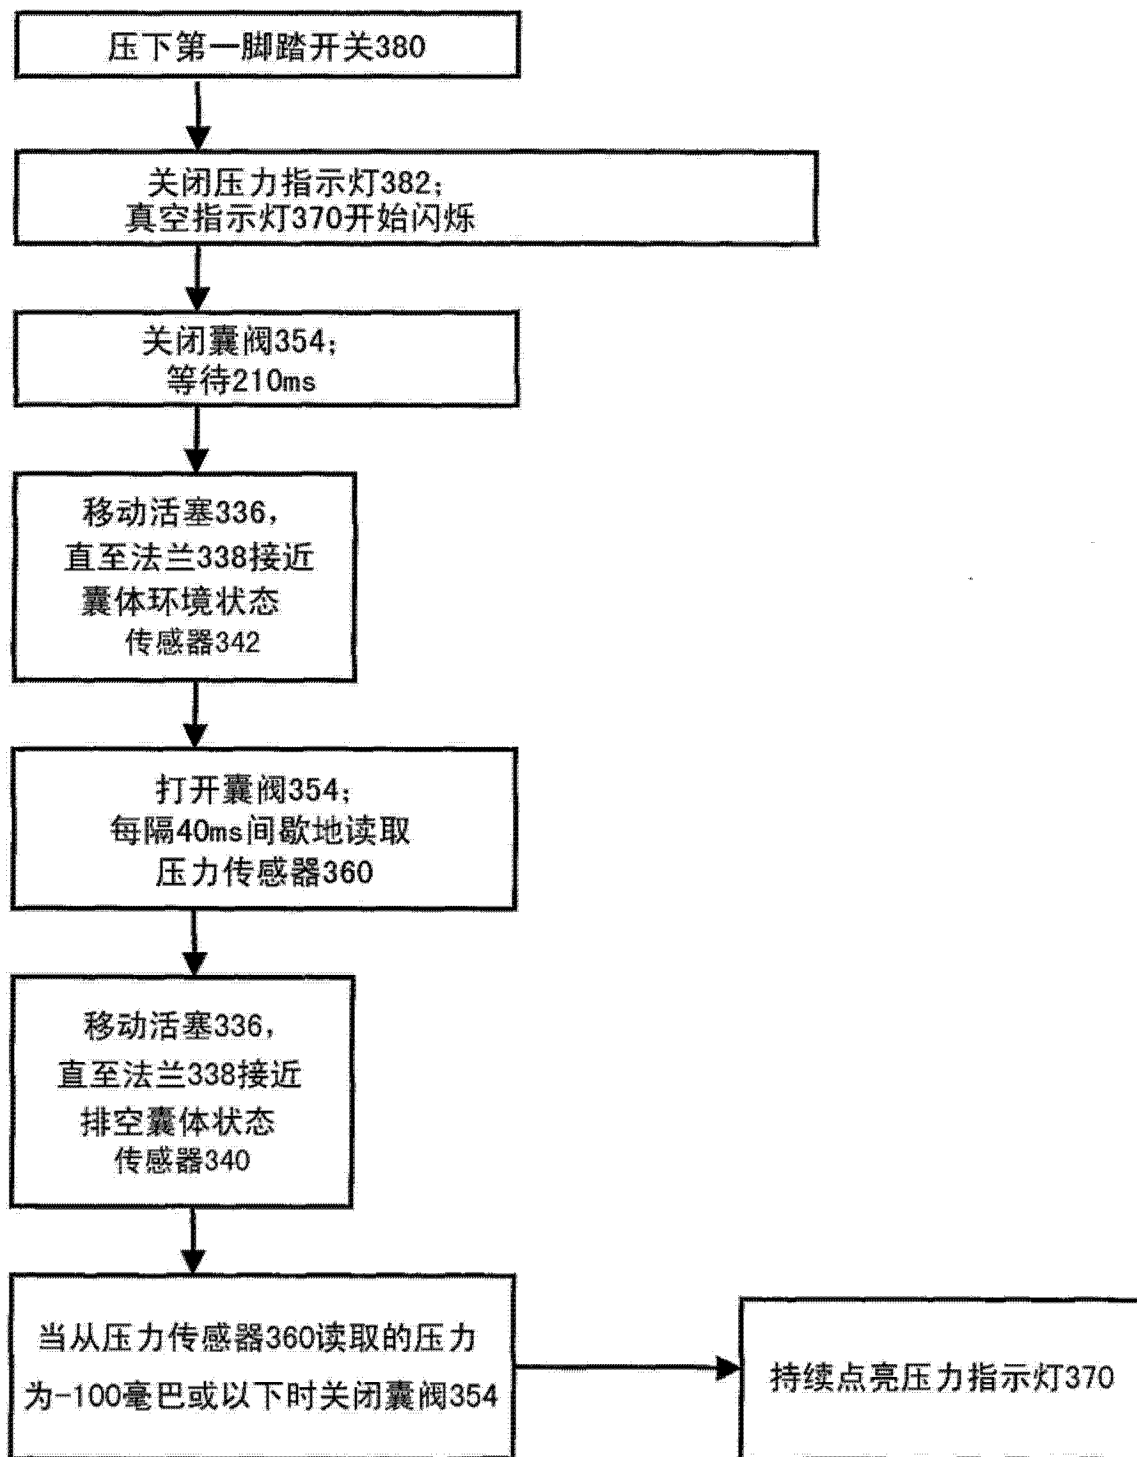 压下第一脚踏开关380
关闭压力指示灯382;
真空指示灯370开始闪烁
关闭囊阀354;
等待210ms
移动活塞336,
直至法兰338接近
囊体环境状态
传感器342
打开囊阀354;
每隔40ms间歇地读取
压力传感器360
移动活塞336,
直至法兰338接近
排空囊体状态
传感器340
当从压力传感器360读取的压力
为-100毫巴或以下时关闭囊阀354
持续点亮压力指示灯370